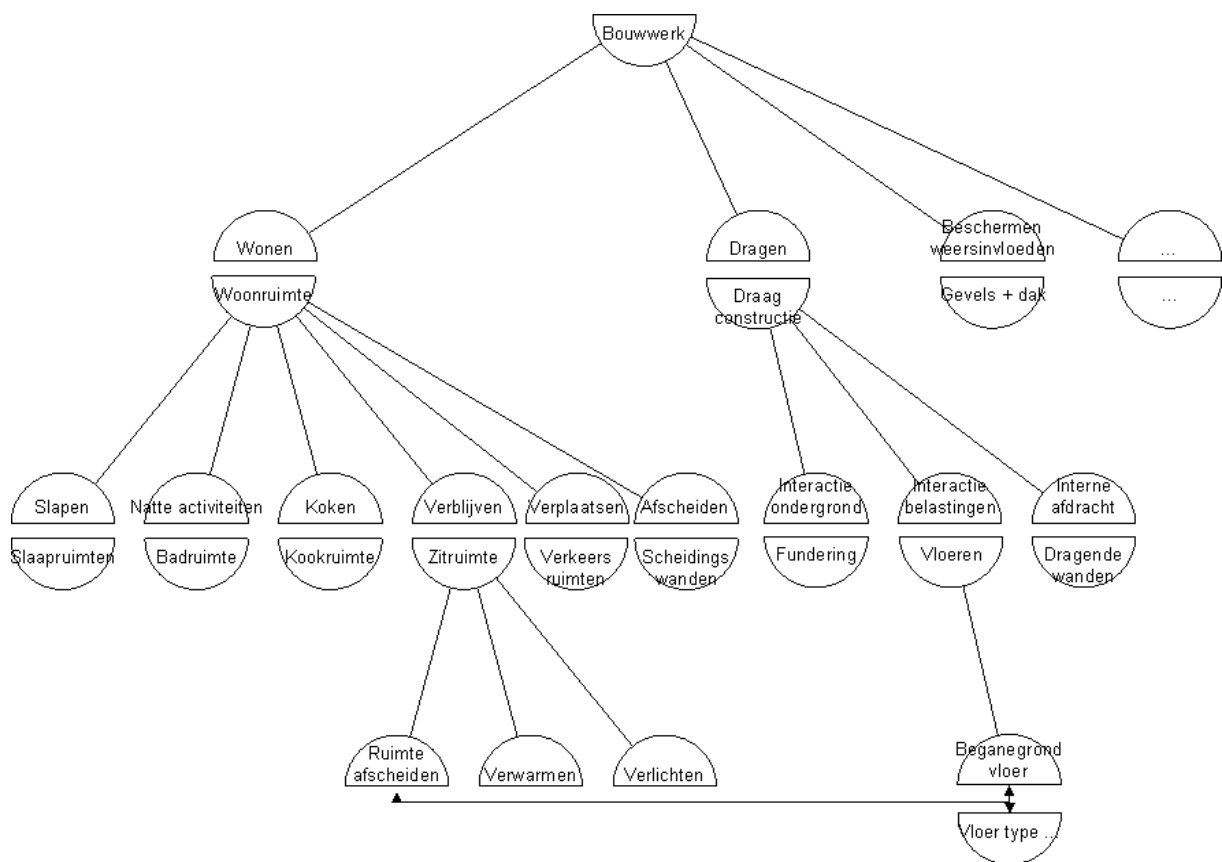 Bouwwerk
Wonen
Dragen
Beschermen
weersinvloeden
...
Woonruimte
Draag
constructie
Gevels + dak
...
Slapen
Natte activiteiten
Koken
Verblijven
Verplaatsen
Afscheiden
Interactie
ondergrond
Interactie
belastingen
Interne
afdracht
Slaapruimten
Badruimte
Kookruimte
Zitruimte
Verkeers
ruimten
Scheidings
wanden
Fundering
Vloeren
Dragende
wanden
Ruimte
afscheiden
Verwarmen
Verlichten
Beganegrond
vloer
Vloer type ...